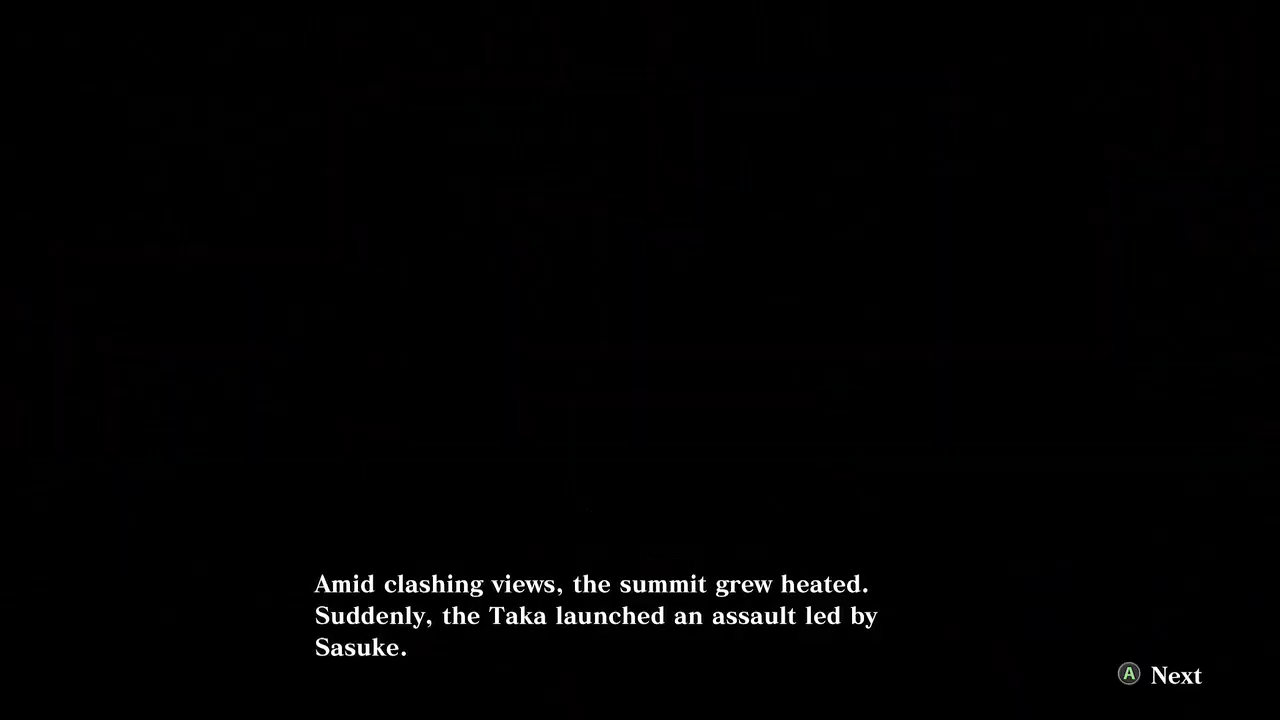 Amid clashing views, the summit grew heated.
Suddenly, the Taka launched an assault led by
Sasuke.
A Next